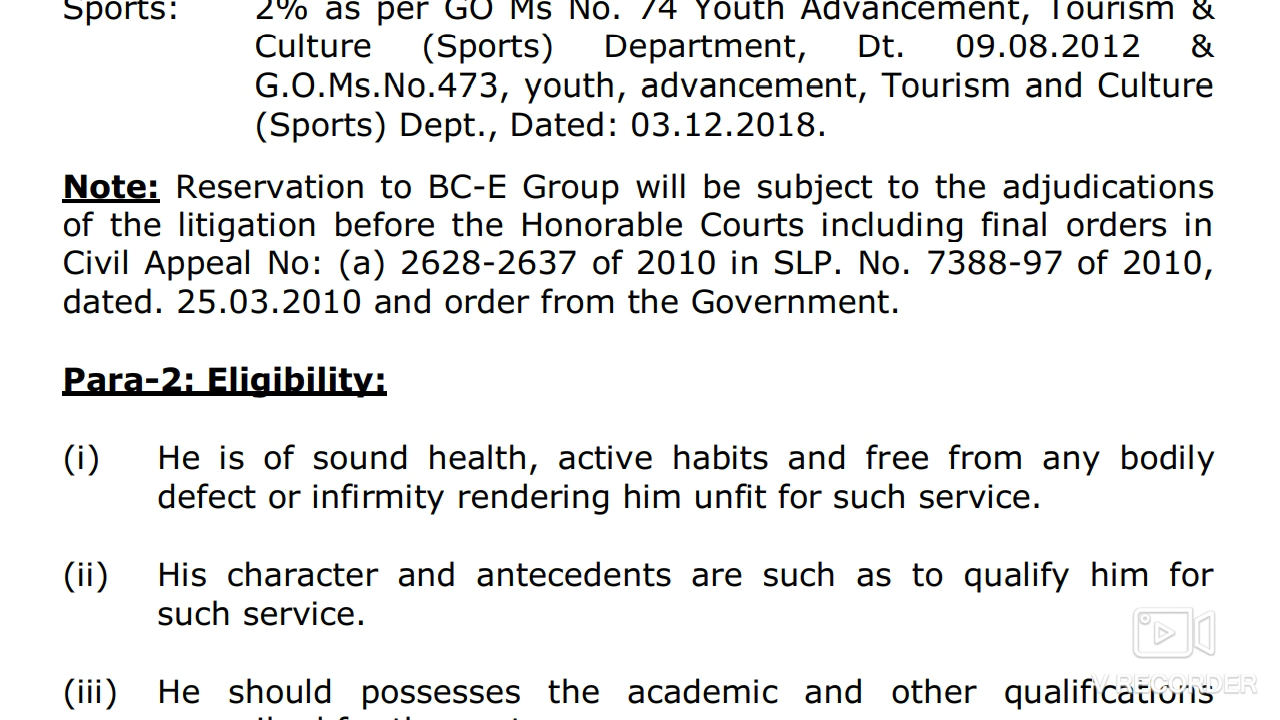 Sports: 2% as per GO Ms No. 74 Youth Advancement, Tourism &
Culture (Sports) Department, Dt. 09.08.2012 &
G.O.Ms.No.473, youth, advancement, Tourism and Culture
(Sports) Dept., Dated: 03.12.2018.
Note: Reservation to BC-E Group will be subject to the adjudications
of the litigation before the Honorable Courts including final orders in
Civil Appeal No: (a) 2628-2637 of 2010 in SLP. No. 7388-97 of 2010,
dated. 25.03.2010 and order from the Government.
Para-2: Eligibility:
(i) He is of sound health, active habits and free from any bodily
defect or infirmity rendering him unfit for such service.
(ii) His character and antecedents are such as to qualify him for
such service.
(iii) He should possesses the academic and other qualifications
V RECORDER